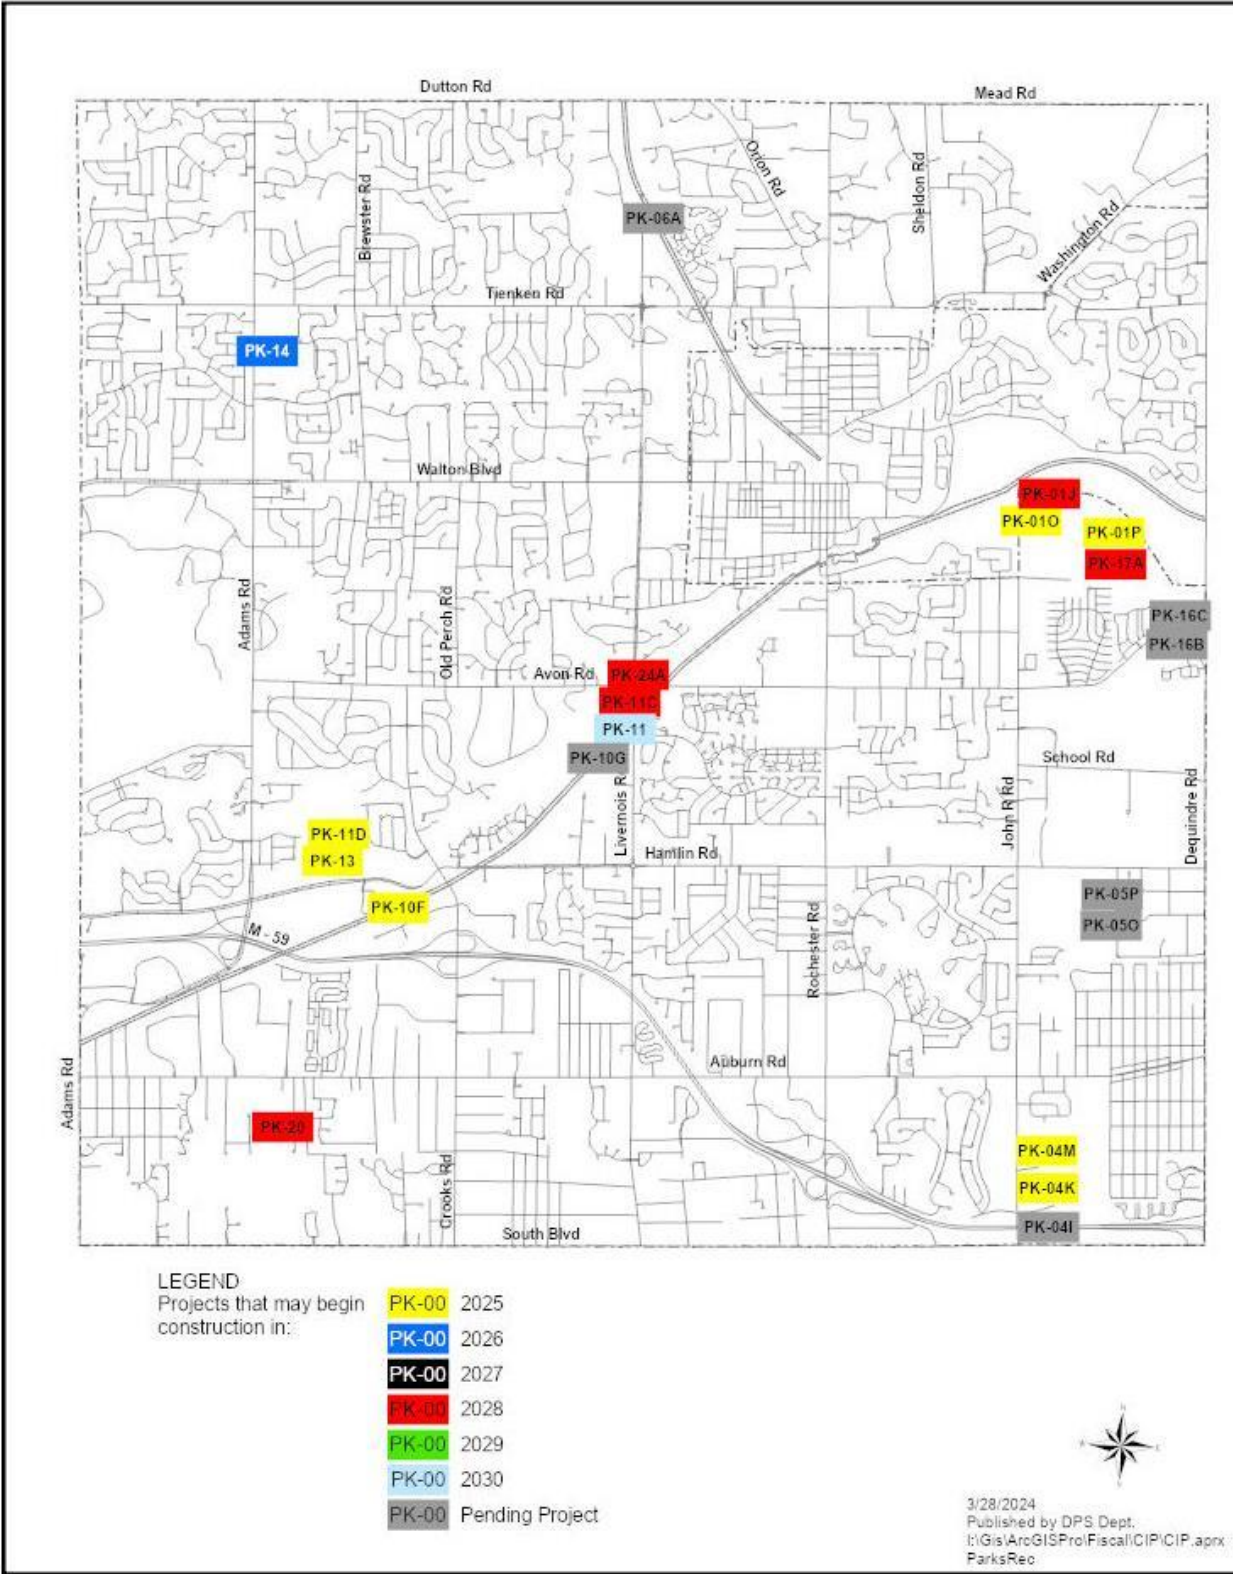 Dutton Rd
Mead Rd
Orion Rd
Sheldon Rd
Brewster Rd
PK-06A
Washington Rd
Tienken Rd
PK-14
Walton Blvd
PK-01J
PK-01O
PK-01P
PK-17A
Adams Rd
Old Perch Rd
PK-16C
PK-16B
Avon Rd
PK-24A
PK-11C
PK-11
PK-10G
School Rd
Livernois R
John R Rd
Dequindre Rd
PK-11D
PK-13
Hamlin Rd
PK-10F
PK-05P
PK-05O
M - 59
Rochester Rd
Auburn Rd
Adams Rd
PK-20
PK-04M
Crooks Rd
PK-04K
PK-04I
South Blvd
LEGEND
Projects that may begin
construction in:
PK-00 2025
PK-00 2026
PK-00 2027
PK-00 2028
PK-00 2029
PK-00 2030
PK-00 Pending Project
N
W
E
S
3/28/2024
Published by DPS Dept.
I:\Gis\ArcGISPro\Fiscal\CIP\CIP.aprx
ParksRec